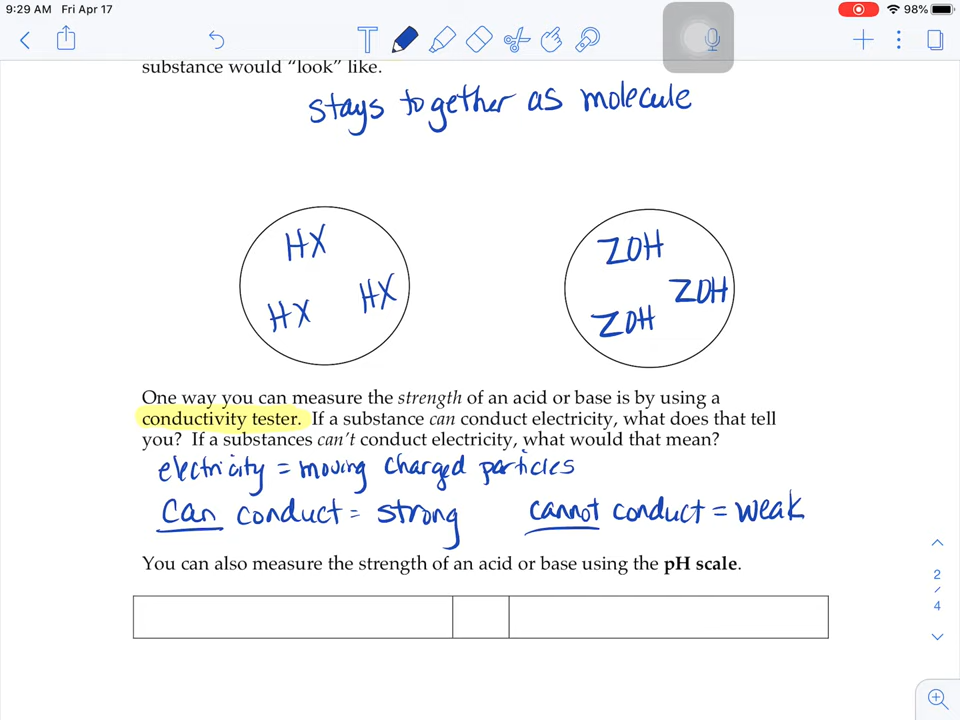 9:29 AM Fri Apr 17
98%
substance would “look” like.
stays together as molecule
HX
HX
HX
ZOH
ZOH
ZOH
One way you can measure the strength of an acid or base is by using a
conductivity tester. If a substance can conduct electricity, what does that tell
you? If a substances can’t conduct electricity, what would that mean?
electricity = moving charged particles
can conduct = strong
cannot conduct = weak
You can also measure the strength of an acid or base using the pH scale.
2
4